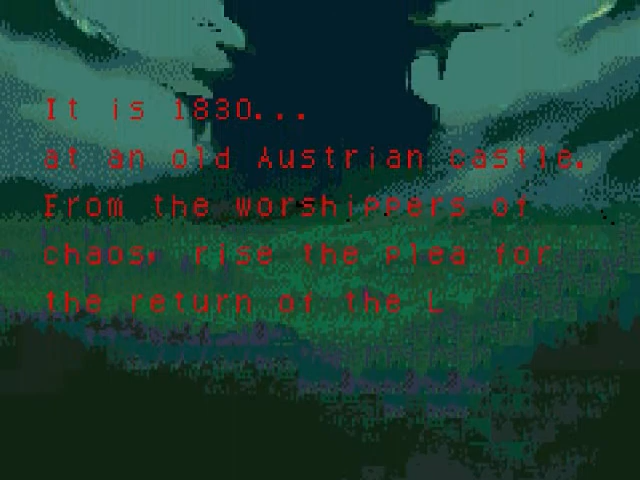 It is 1830...
at an old Austrian castle.
From the worshippers of
chaos, rise the plea for
the return of the L